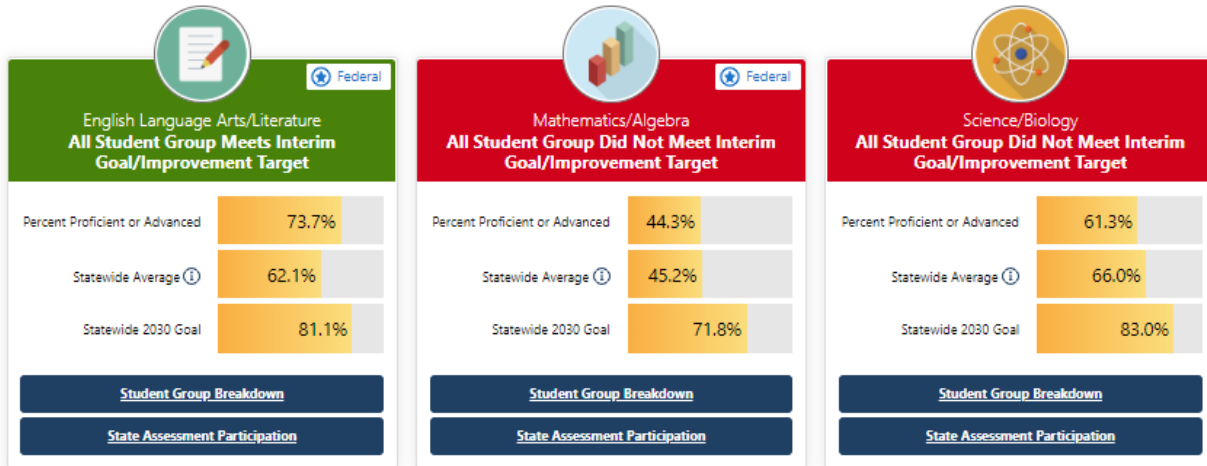 Federal
English Language Arts/Literature
All Student Group Meets Interim
Goal/Improvement Target
Percent Proficient or Advanced
73.7%
Statewide Average
62.1%
Statewide 2030 Goal
81.1%
Student Group Breakdown
State Assessment Participation
Federal
Mathematics/Algebra
All Student Group Did Not Meet Interim
Goal/Improvement Target
Percent Proficient or Advanced
44.3%
Statewide Average
45.2%
Statewide 2030 Goal
71.8%
Student Group Breakdown
State Assessment Participation
Science/Biology
All Student Group Did Not Meet Interim
Goal/Improvement Target
Percent Proficient or Advanced
61.3%
Statewide Average
66.0%
Statewide 2030 Goal
83.0%
Student Group Breakdown
State Assessment Participation